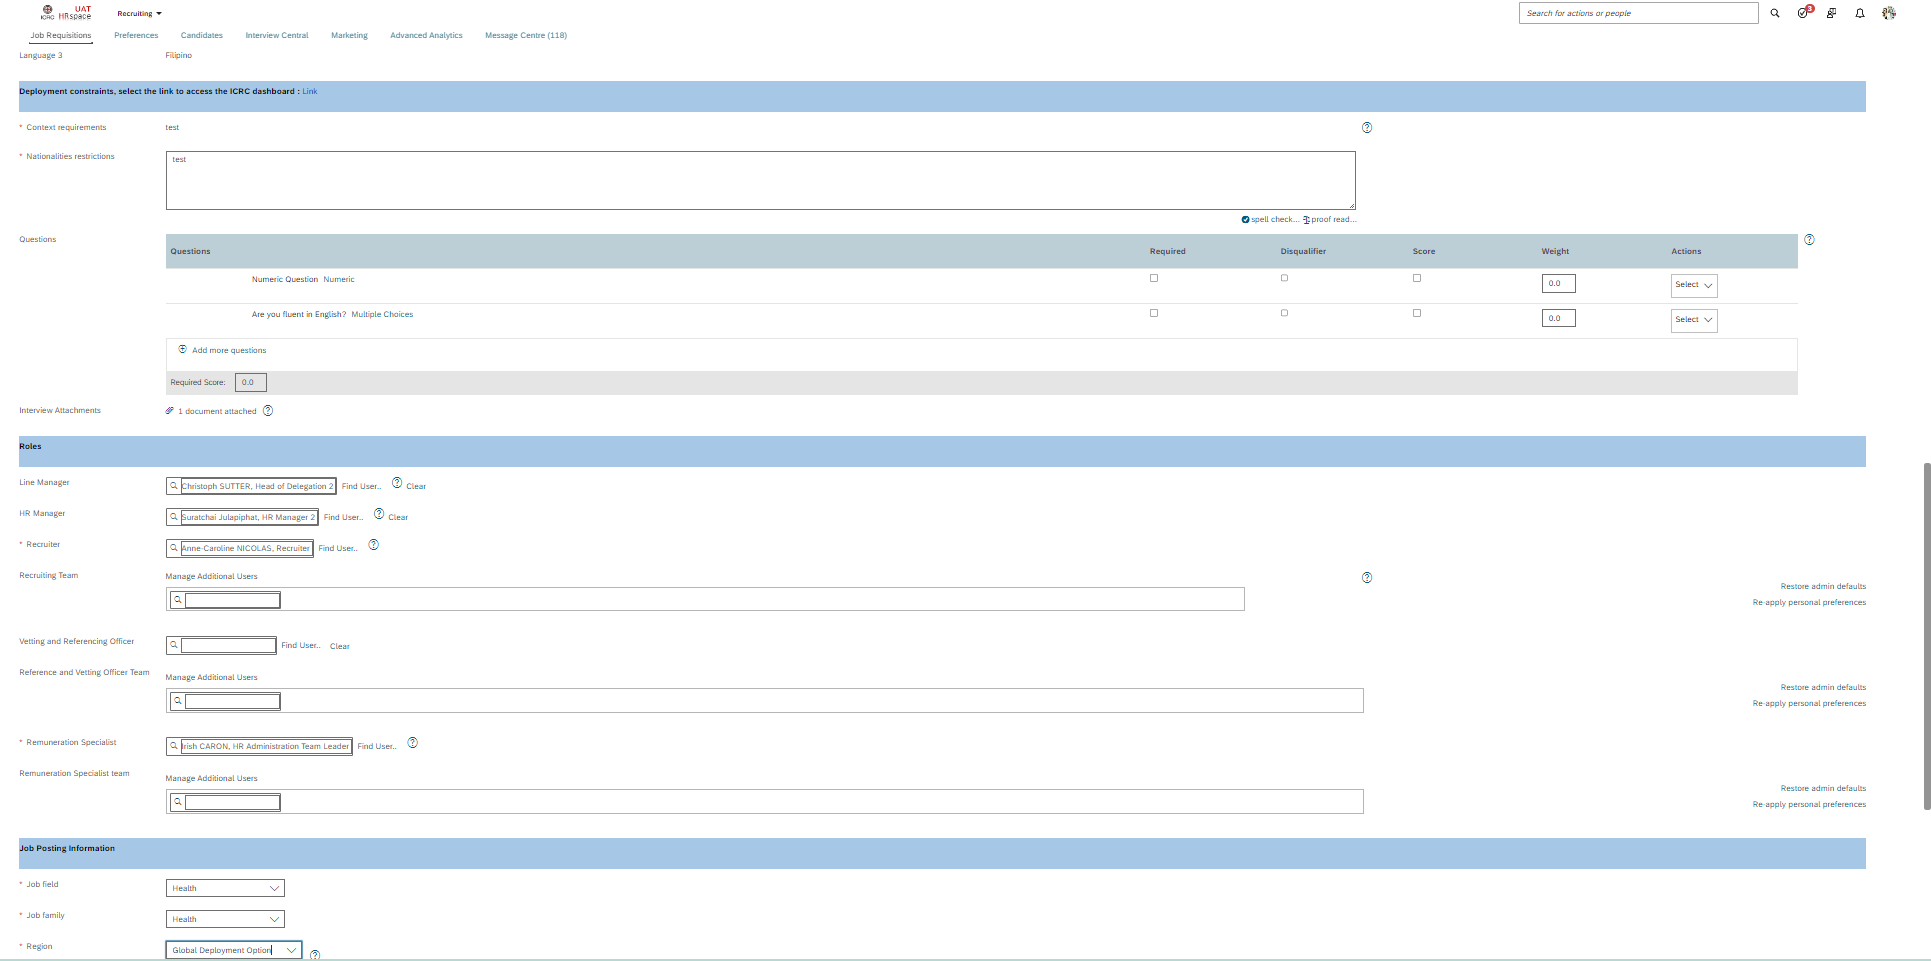 ICRC UAT HRspace Recruiting Search for actions or people 3
Job Requisitions Preferences Candidates Interview Central Marketing Advanced Analytics Message Centre (118)
Language 3 Filipino
Deployment constraints, select the link to access the ICRC dashboard : Link
* Context requirements test ?
* Nationalities restrictions test
spell check... proof read...
Questions ?
Questions Required Disqualifier Score Weight Actions
Numeric Question Numeric 0.0 Select
Are you fluent in English? Multiple Choices 0.0 Select
Add more questions
Required Score: 0.0
Interview Attachments 1 document attached ?
Roles
Line Manager Christoph SUTTER, Head of Delegation 2 Find User.. ? Clear
HR Manager Suratchai Julapiphat, HR Manager 2 Find User.. ? Clear
* Recruiter Anne-Caroline NICOLAS, Recruiter Find User.. ?
Recruiting Team Manage Additional Users ?
Restore admin defaults
Re-apply personal preferences
Vetting and Referencing Officer Find User.. Clear
Reference and Vetting Officer Team Manage Additional Users
Restore admin defaults
Re-apply personal preferences
* Remuneration Specialist Irish CARON, HR Administration Team Leader Find User.. ?
Remuneration Specialist team Manage Additional Users
Restore admin defaults
Re-apply personal preferences
Job Posting Information
* Job field Health
* Job family Health
* Region Global Deployment Option ?